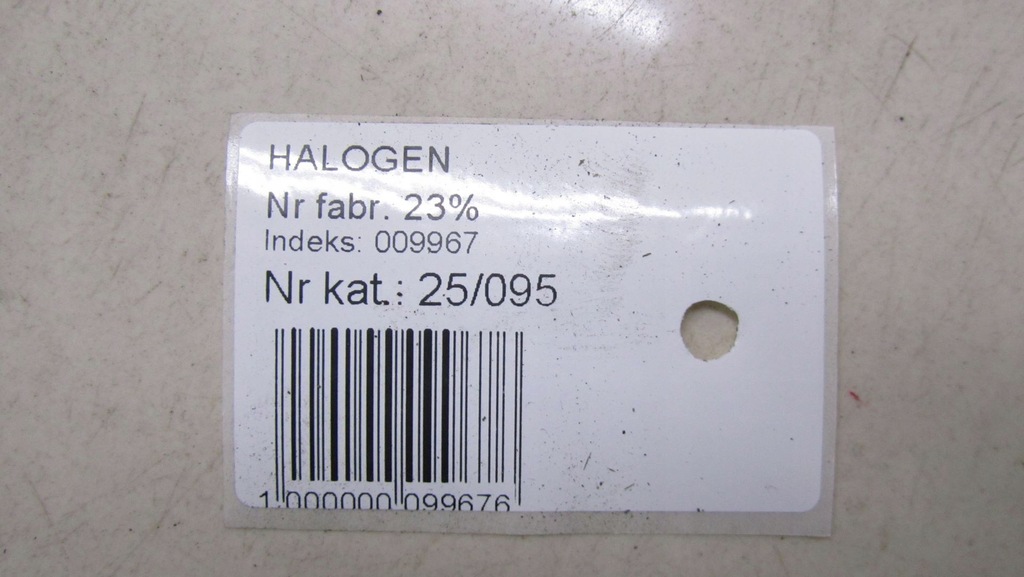 HALOGEN
Nr fabr. 23%
Indeks: 009967
Nr kat.: 25/095
1 000000 099676